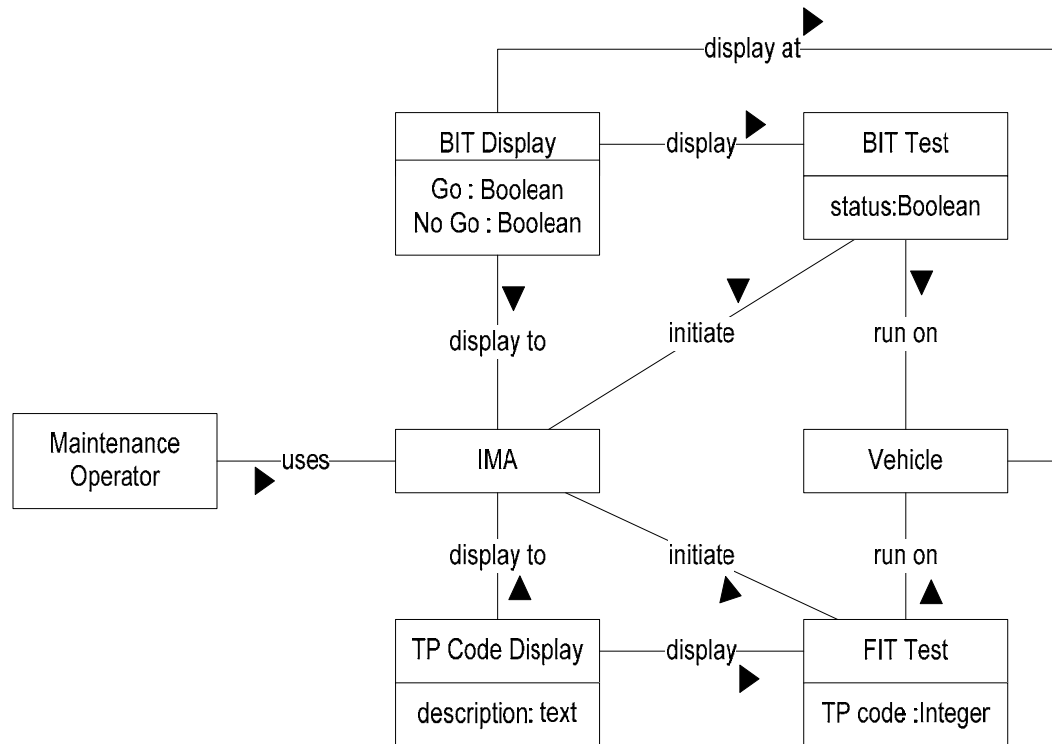 display at
BIT Display
display
BIT Test
Go : Boolean
No Go : Boolean
status:Boolean
display to
initiate
run on
Maintenance
Operator
uses
IMA
Vehicle
display to
initiate
run on
TP Code Display
display
FIT Test
description: text
TP code :Integer